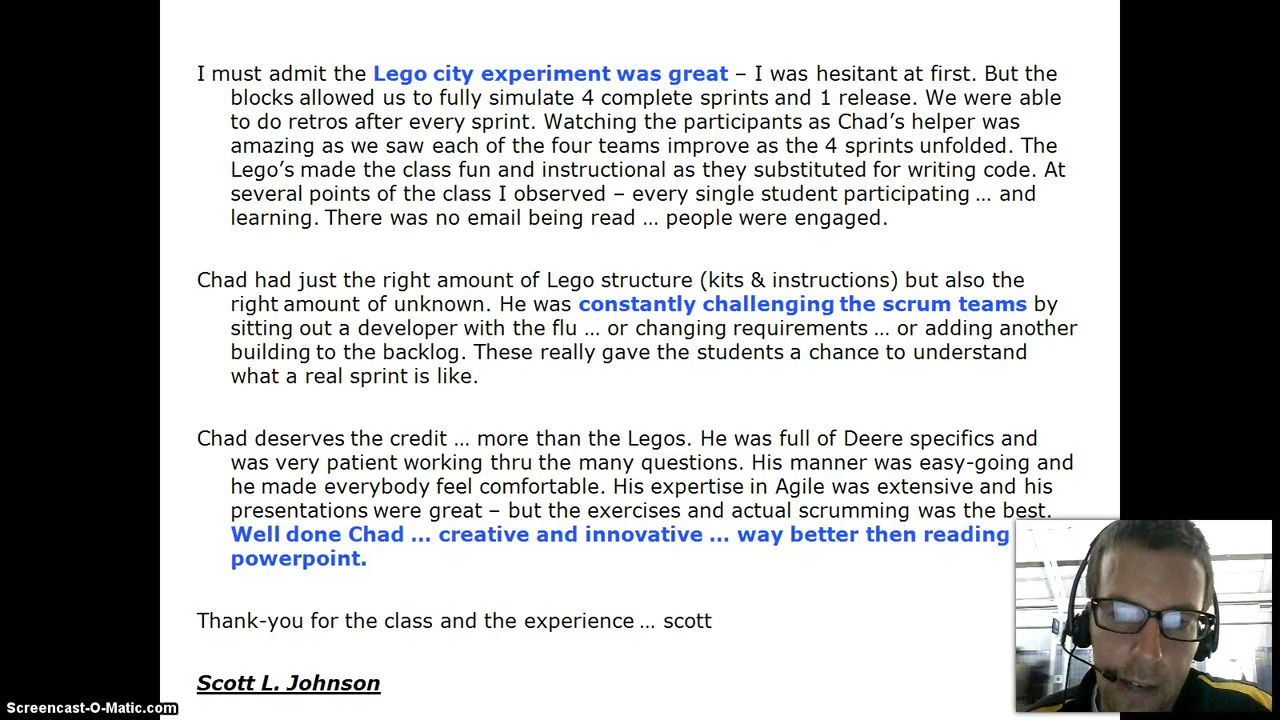 I must admit the Lego city experiment was great – I was hesitant at first. But the
blocks allowed us to fully simulate 4 complete sprints and 1 release. We were able
to do retros after every sprint. Watching the participants as Chad’s helper was
amazing as we saw each of the four teams improve as the 4 sprints unfolded. The
Lego’s made the class fun and instructional as they substituted for writing code. At
several points of the class I observed – every single student participating … and
learning. There was no email being read … people were engaged.
Chad had just the right amount of Lego structure (kits & instructions) but also the
right amount of unknown. He was constantly challenging the scrum teams by
sitting out a developer with the flu … or changing requirements … or adding another
building to the backlog. These really gave the students a chance to understand
what a real sprint is like.
Chad deserves the credit … more than the Legos. He was full of Deere specifics and
was very patient working thru the many questions. His manner was easy-going and
he made everybody feel comfortable. His expertise in Agile was extensive and his
presentations were great – but the exercises and actual scrumming was the best.
Well done Chad … creative and innovative … way better then reading
powerpoint.
Thank-you for the class and the experience … scott
Scott L. Johnson
Screencast-O-Matic.com